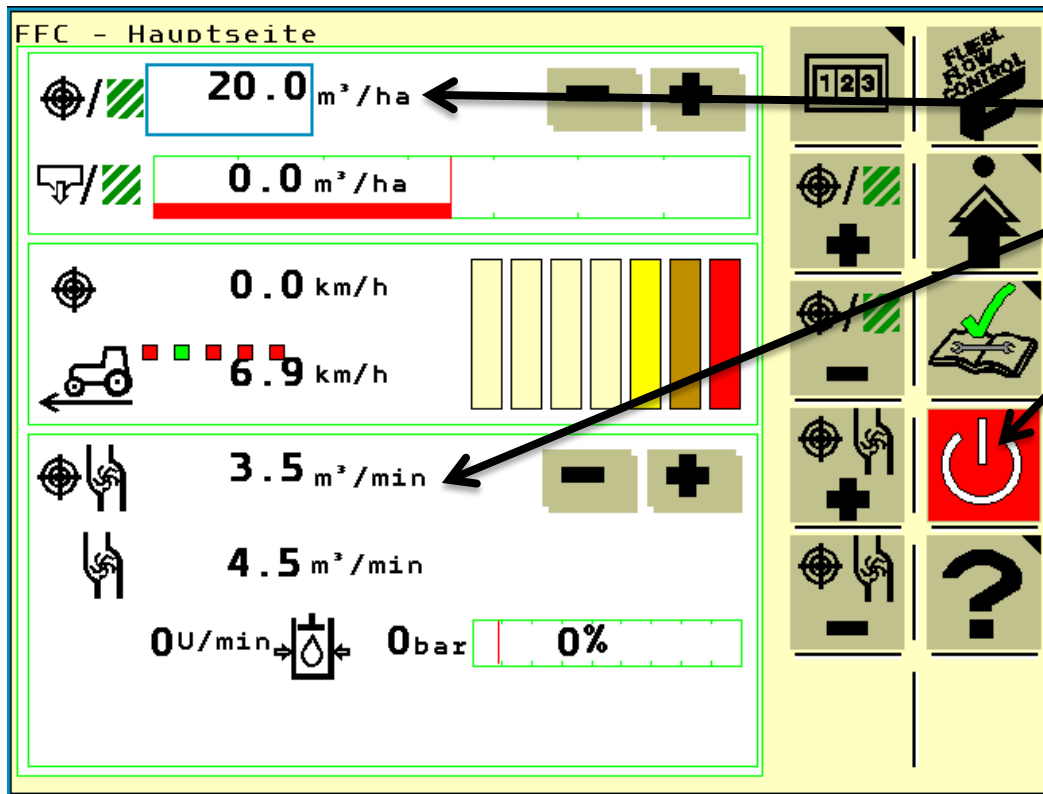 FFC - Hauptseite
20.0 m³/ha
0.0 m³/ha
0.0 km/h
6.9 km/h
3.5 m³/min
4.5 m³/min
0 U/min 0 bar 0%
123
FLIEGL
FLOW
CONTROL
?